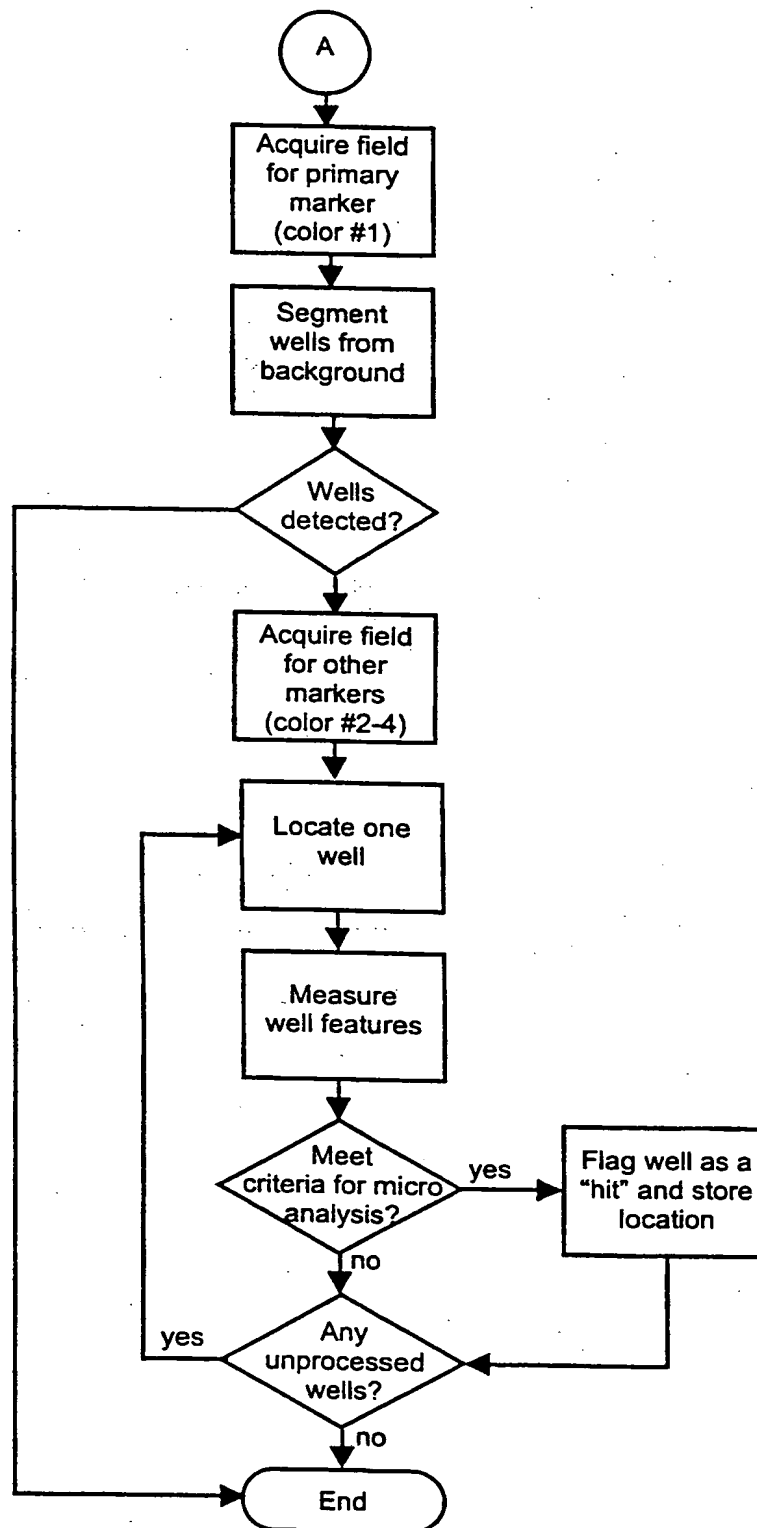 A
Acquire field
for primary
marker
(color #1)
Segment
wells from
background
Wells
detected?
Acquire field
for other
markers
(color #2-4)
Locate one
well
Measure
well features
Meet
criteria for micro
analysis?
yes
Flag well as a
"hit" and store
location
no
yes
Any
unprocessed
wells?
no
End